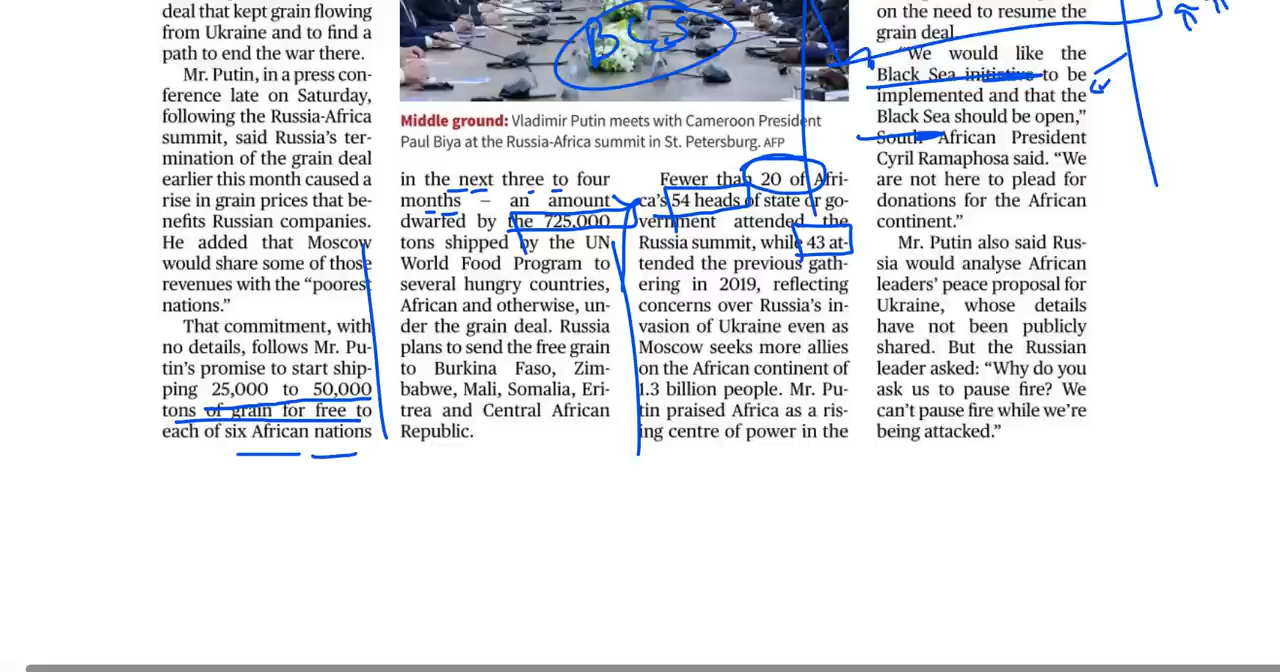 deal that kept grain flowing
from Ukraine and to find a
path to end the war there.
Mr. Putin, in a press con-
ference late on Saturday,
following the Russia-Africa
summit, said Russia's ter-
mination of the grain deal
earlier this month caused a
rise in grain prices that be-
nefits Russian companies.
He added that Moscow
would share some of those
revenues with the “poorest
nations.”
That commitment, with
no details, follows Mr. Pu-
tin's promise to start ship-
ping 25,000 to 50,000
tons of grain for free to
each of six African nations
Middle ground: Vladimir Putin meets with Cameroon President
Paul Biya at the Russia-Africa summit in St. Petersburg. AFP
in the next three to four
months – an amount
dwarfed by the 725,000
tons shipped by the UN
World Food Program to
several hungry countries,
African and otherwise, un-
der the grain deal. Russia
plans to send the free grain
to Burkina Faso, Zim-
babwe, Mali, Somalia, Eri-
trea and Central African
Republic.
Fewer than 20 of Afri-
ca's 54 heads of state or go-
vernment attended the
Russia summit, while 43 at-
tended the previous gath-
ering in 2019, reflecting
concerns over Russia's in-
vasion of Ukraine even as
Moscow seeks more allies
on the African continent of
1.3 billion people. Mr. Pu-
tin praised Africa as a ris-
ing centre of power in the
on the need to resume the
grain deal.
“We would like the
Black Sea initiative to be
implemented and that the
Black Sea should be open,”
South African President
Cyril Ramaphosa said. “We
are not here to plead for
donations for the African
continent.”
Mr. Putin also said Rus-
sia would analyse African
leaders' peace proposal for
Ukraine, whose details
have not been publicly
shared. But the Russian
leader asked: “Why do you
ask us to pause fire? We
can't pause fire while we're
being attacked.”